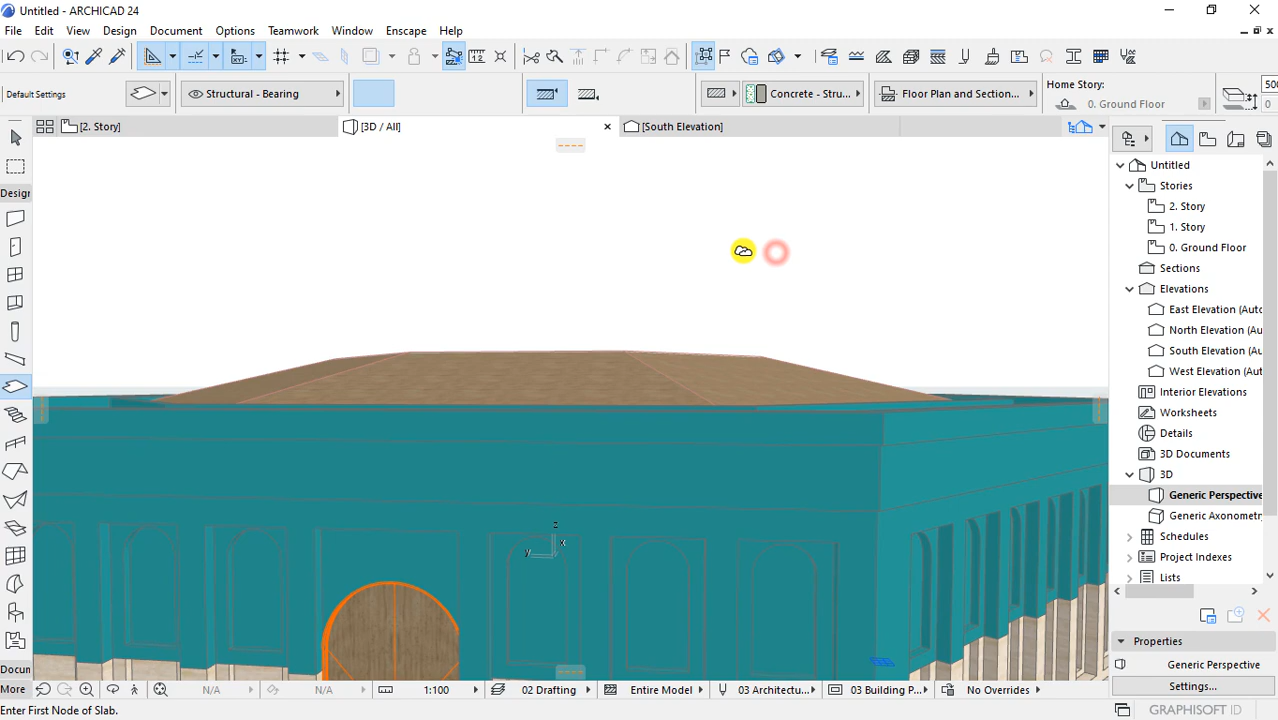 Untitled - ARCHICAD 24
File Edit View Design Document Options Teamwork Window Enscape Help
Default Settings
Structural - Bearing
Concrete - Stru...
Floor Plan and Section...
Home Story:
0. Ground Floor
500
0
[2. Story]
[3D / All]
[South Elevation]
Design
Untitled
Stories
2. Story
1. Story
0. Ground Floor
Sections
Elevations
East Elevation (Auto
North Elevation (Au
South Elevation (Au
West Elevation (Aut
Interior Elevations
Worksheets
Details
3D Documents
3D
Generic Perspective
Generic Axonometr
Schedules
Project Indexes
Lists
z
x
y
Properties
Generic Perspective
Settings...
Docun
More
N/A
N/A
1:100
02 Drafting
Entire Model
03 Architectu...
03 Building P...
No Overrides
Enter First Node of Slab.
GRAPHISOFT ID